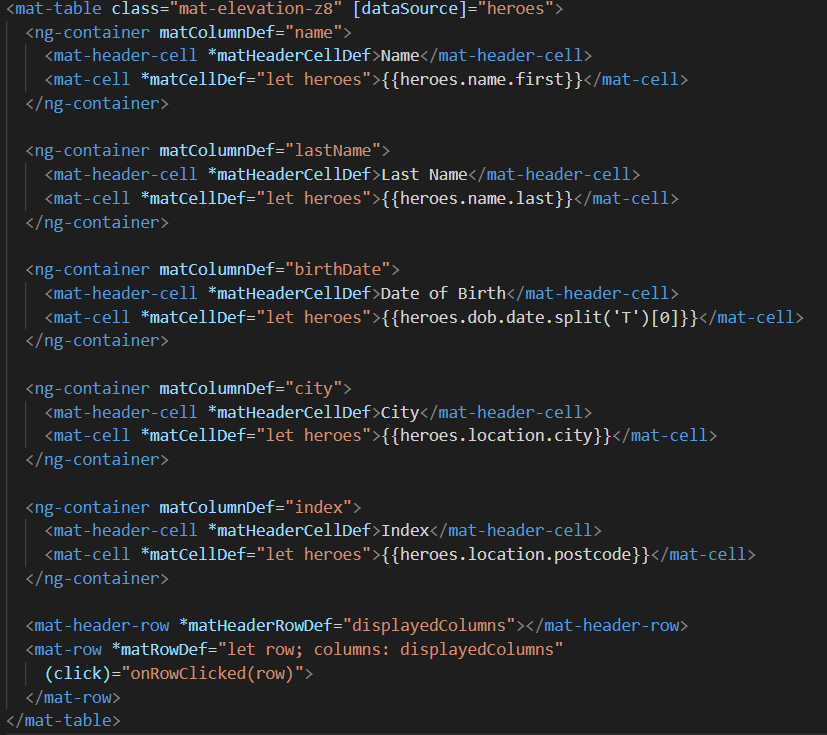 <mat-table class="mat-elevation-z8" [dataSource]="heroes">
<ng-container matColumnDef="name">
<mat-header-cell *matHeaderCellDef>Name</mat-header-cell>
<mat-cell *matCellDef="let heroes">{{heroes.name.first}}</mat-cell>
</ng-container>
<ng-container matColumnDef="lastName">
<mat-header-cell *matHeaderCellDef>Last Name</mat-header-cell>
<mat-cell *matCellDef="let heroes">{{heroes.name.last}}</mat-cell>
</ng-container>
<ng-container matColumnDef="birthDate">
<mat-header-cell *matHeaderCellDef>Date of Birth</mat-header-cell>
<mat-cell *matCellDef="let heroes">{{heroes.dob.date.split('T')[0]}}</mat-cell>
</ng-container>
<ng-container matColumnDef="city">
<mat-header-cell *matHeaderCellDef>City</mat-header-cell>
<mat-cell *matCellDef="let heroes">{{heroes.location.city}}</mat-cell>
</ng-container>
<ng-container matColumnDef="index">
<mat-header-cell *matHeaderCellDef>Index</mat-header-cell>
<mat-cell *matCellDef="let heroes">{{heroes.location.postcode}}</mat-cell>
</ng-container>
<mat-header-row *matHeaderRowDef="displayedColumns"></mat-header-row>
<mat-row *matRowDef="let row; columns: displayedColumns"
(click)="onRowClicked(row)">
</mat-row>
</mat-table>